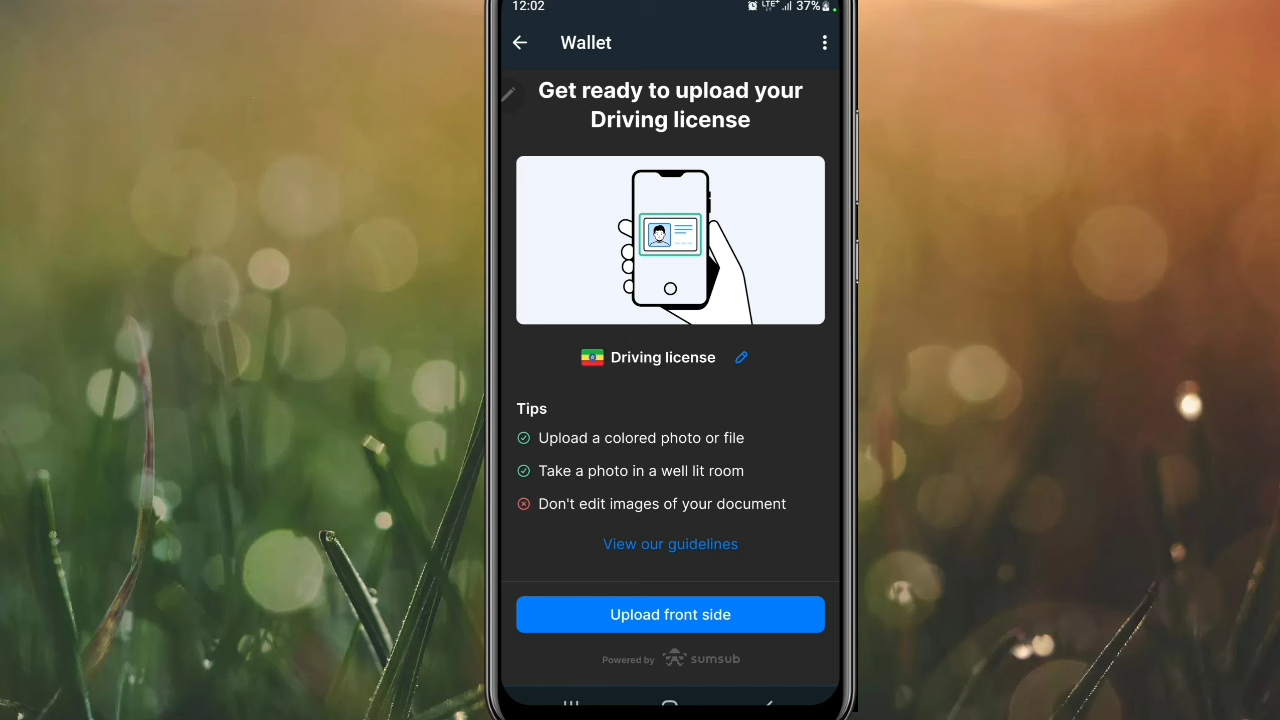 12:02
LTE+
37%
Wallet
Get ready to upload your
Driving license
Driving license
Tips
Upload a colored photo or file
Take a photo in a well lit room
Don't edit images of your document
View our guidelines
Upload front side
Powered by sumsub